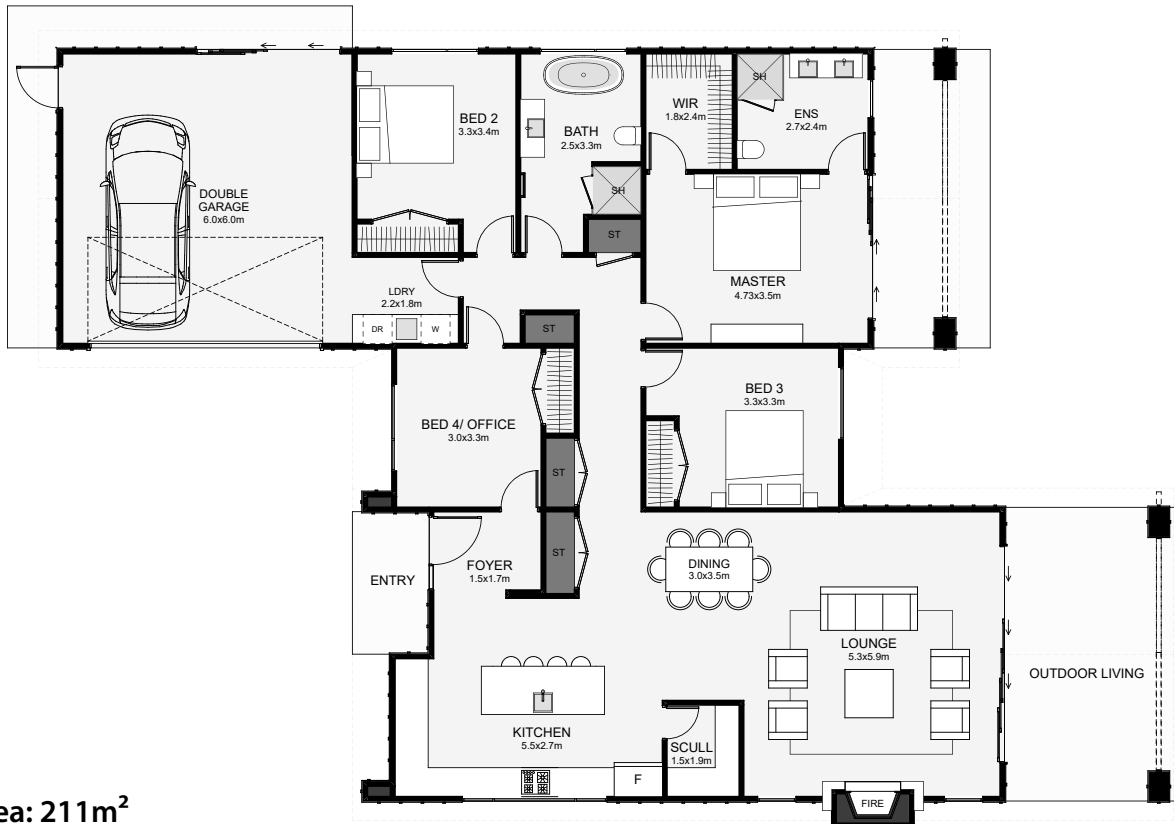 BED 2
3.3x3.4m
BATH
2.5x3.3m
WIR
1.8x2.4m
SH
ENS
2.7x2.4m
DOUBLE
GARAGE
6.0x6.0m
SH
ST
LDRY
2.2x1.8m
DR
W
ST
MASTER
4.73x3.5m
BED 4/ OFFICE
3.0x3.3m
BED 3
3.3x3.3m
ST
ST
ENTRY
FOYER
1.5x1.7m
DINING
3.0x3.5m
LOUNGE
5.3x5.9m
OUTDOOR LIVING
KITCHEN
5.5x2.7m
SCULL
1.5x1.9m
F
FIRE
ea: 211m²